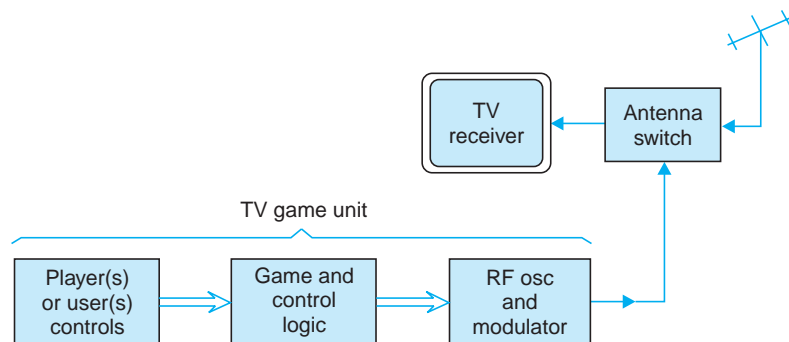 TV
receiver
Antenna
switch
TV game unit
Player(s)
or user(s)
controls
Game and
control
logic
RF osc
and
modulator